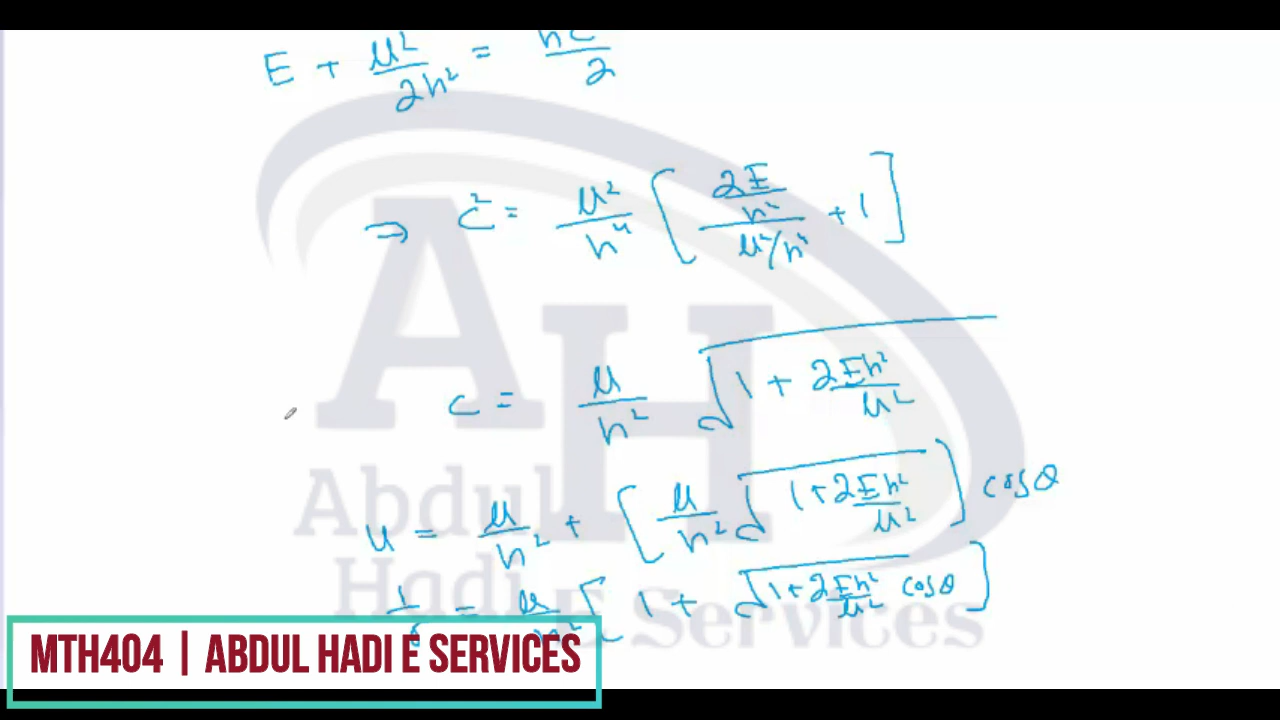 E + μ²/2h² = hc²/2
⇒ c² = μ²/h⁴ [ (2E/h²)/(μ²/h⁴) + 1 ]
c = μ/h² √(1 + 2Eh²/μ²)
u = μ/h² + [ μ/h² √(1 + 2Eh²/μ²) ] cosθ
1/r = μ/h² [ 1 + √(1 + 2Eh²/μ²) cosθ ]
Abdul
Hadi E Services
MTH404 | ABDUL HADI E SERVICES